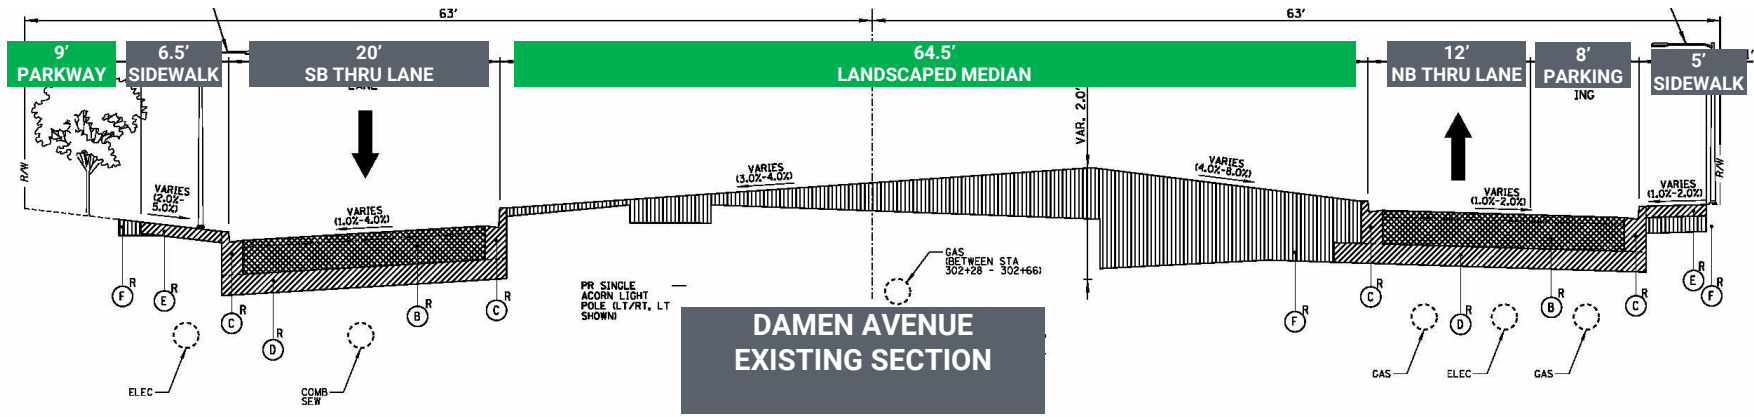 63'
63'
9'
PARKWAY
6.5'
SIDEWALK
20'
SB THRU LANE
64.5'
LANDSCAPED MEDIAN
12'
NB THRU LANE
8'
PARKING
ING
5'
SIDEWALK
R/W
VARIES
(2.0%-
5.0%)
VARIES
(1.0%-4.0%)
VARIES
(3.0%-4.0%)
VAR. 2.0'
VARIES
(4.0%-8.0%)
VARIES
(1.0%-2.0%)
VARIES
(1.0%-2.0%)
R/W
F R
E R
C R
D R
B R
C R
PR SINGLE
ACORN LIGHT
POLE (LT/RT, LT
SHOWN)
GAS
(BETWEEN STA
302+28 - 302+66)
F R
C R
D R
B R
C R
E R
F R
ELEC
COMB
SEW
GAS
ELEC
GAS
DAMEN AVENUE
EXISTING SECTION